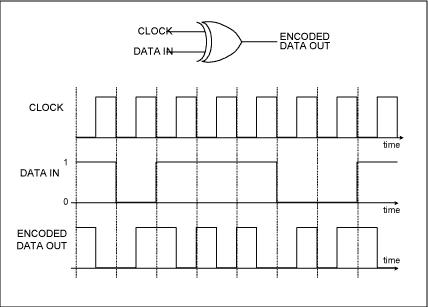 CLOCK
DATA IN
ENCODED
DATA OUT
CLOCK
time
DATA IN
1
0
time
ENCODED
DATA OUT
time